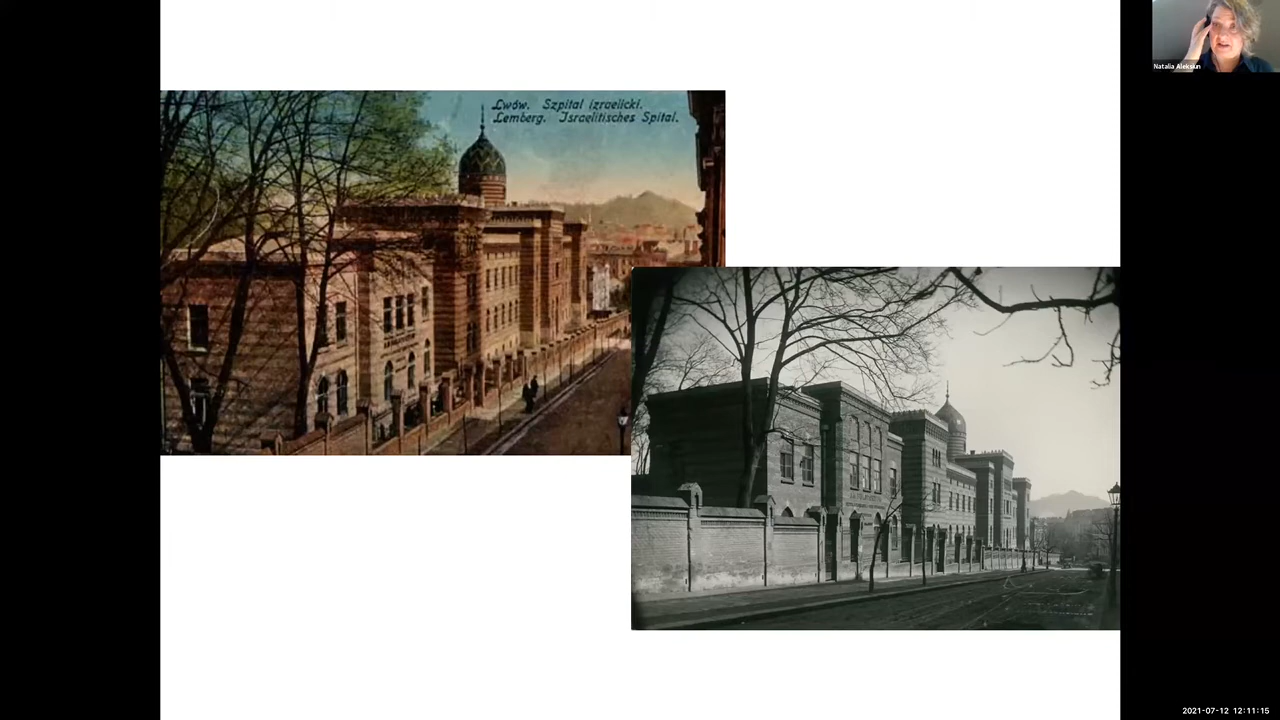 Lwów. Szpital izraelicki.
Lemberg. Israelitisches Spital.
Natalia Aleksiun
2021-07-12 12:11:15